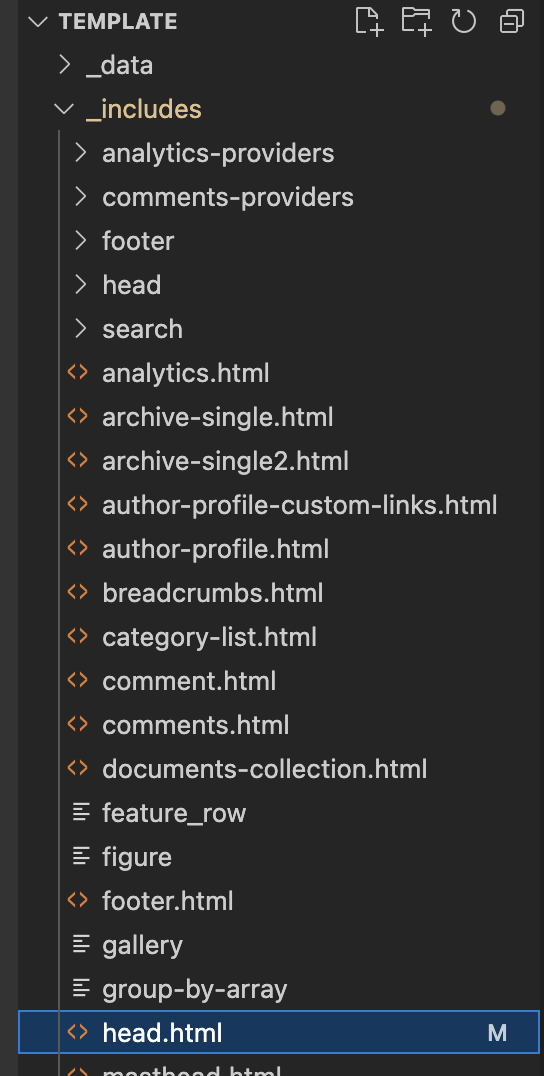 TEMPLATE
_data
_includes
analytics-providers
comments-providers
footer
head
search
analytics.html
archive-single.html
archive-single2.html
author-profile-custom-links.html
author-profile.html
breadcrumbs.html
category-list.html
comment.html
comments.html
documents-collection.html
feature_row
figure
footer.html
gallery
group-by-array
head.html M
masthead.html